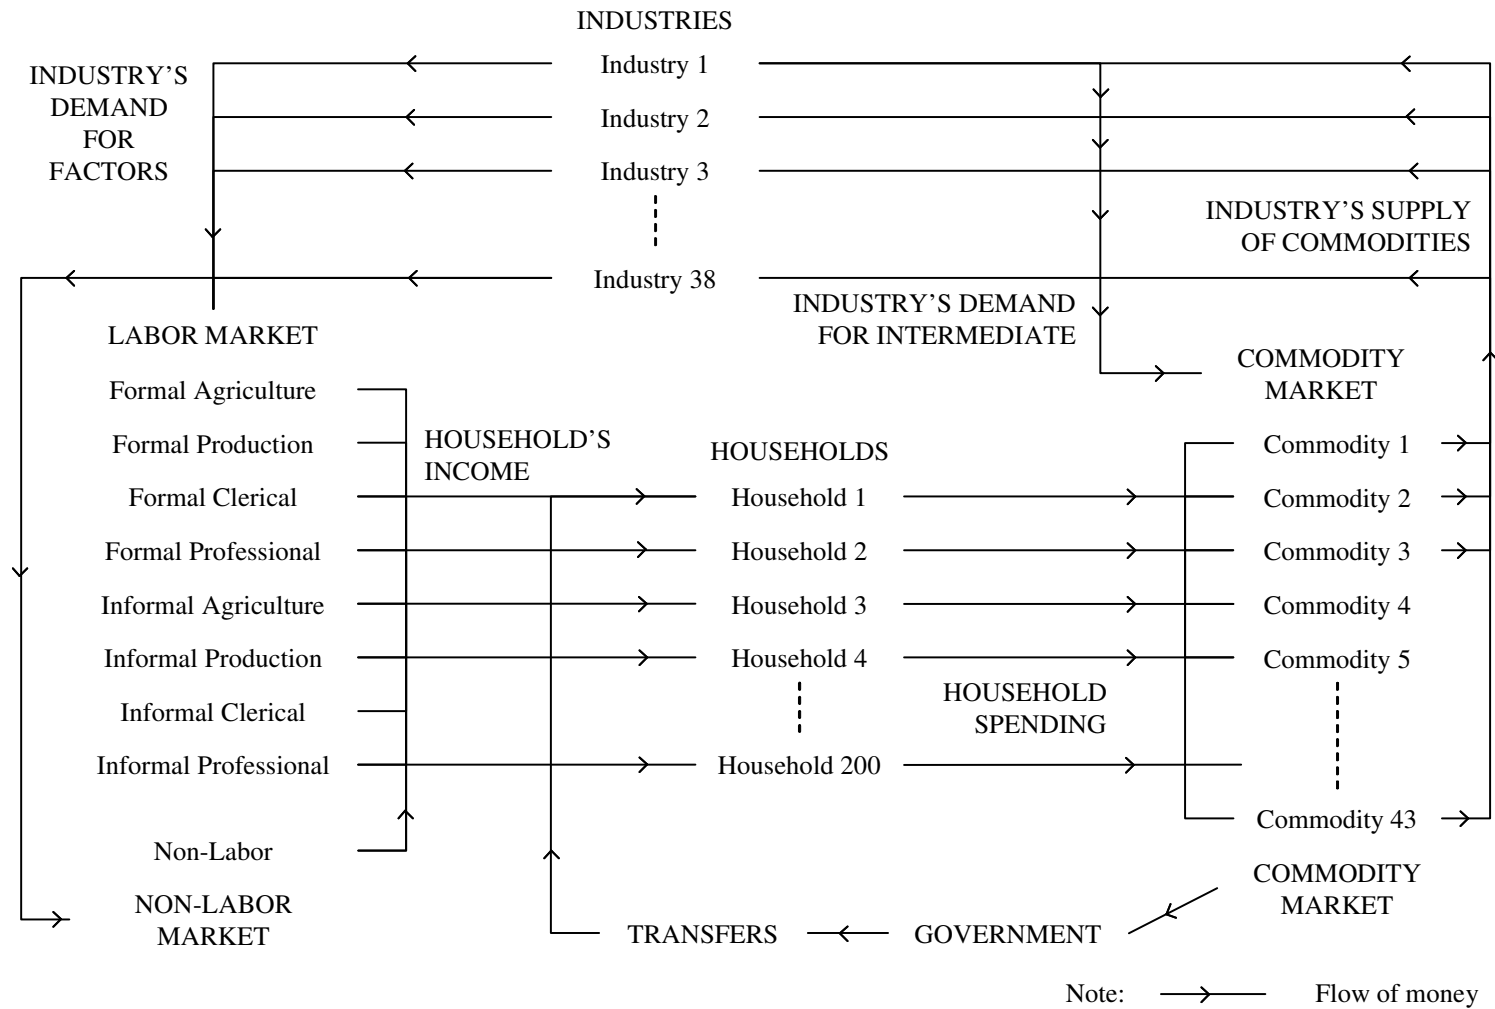 INDUSTRIES
Industry 1
Industry 2
Industry 3
Industry 38
INDUSTRY’S
DEMAND
FOR
FACTORS
INDUSTRY’S SUPPLY
OF COMMODITIES
INDUSTRY’S DEMAND
FOR INTERMEDIATE
LABOR MARKET
Formal Agriculture
Formal Production
Formal Clerical
Formal Professional
Informal Agriculture
Informal Production
Informal Clerical
Informal Professional
Non-Labor
NON-LABOR
MARKET
HOUSEHOLD’S
INCOME
HOUSEHOLDS
Household 1
Household 2
Household 3
Household 4
Household 200
HOUSEHOLD
SPENDING
COMMODITY
MARKET
Commodity 1
Commodity 2
Commodity 3
Commodity 4
Commodity 5
Commodity 43
COMMODITY
MARKET
TRANSFERS
GOVERNMENT
Note:
Flow of money